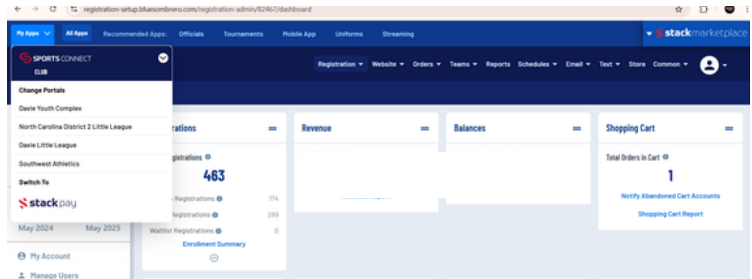 registration-setup.bluesombrero.com/registration-admin/82467/dashboard
My Apps All Apps Recommended Apps: Officials Tournaments Mobile App Uniforms Streaming stack marketplace
SPORTS CONNECT
CLUB
Registration Website Orders Teams Reports Schedules Email Text Store Common
Change Portals
Davie Youth Complex
North Carolina District 2 Little League
Davie Little League
Southwest Athletics
Switch To
stack pay
May 2024 May 2025
My Account
Manage Users
Revenue
Balances
Shopping Cart
463
Registrations 174
Registrations
Waitlist Registrations 0
Enrollment Summary
Total Orders in Cart
1
Notify Abandoned Cart Accounts
Shopping Cart Report